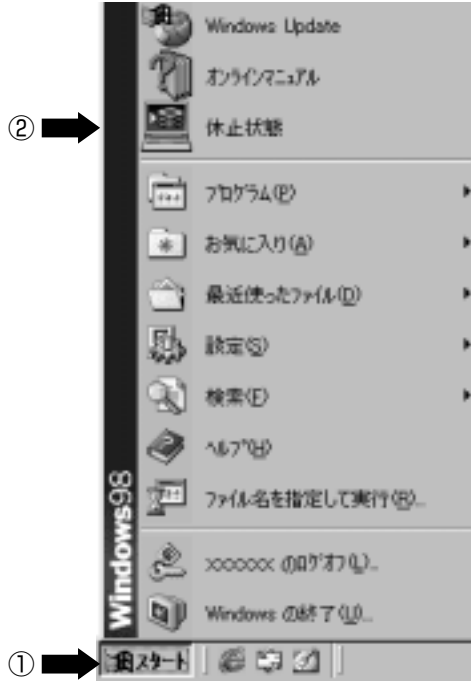 Windows Update
オンラインマニュアル
② 休止状態
プログラム(P)
お気に入り(A)
最近使ったファイル(D)
設定(S)
検索(F)
ヘルプ(H)
ファイル名を指定して実行(R)...
xxxxxx のログオフ(L)...
Windows の終了(U)...
Windows98
① スタート